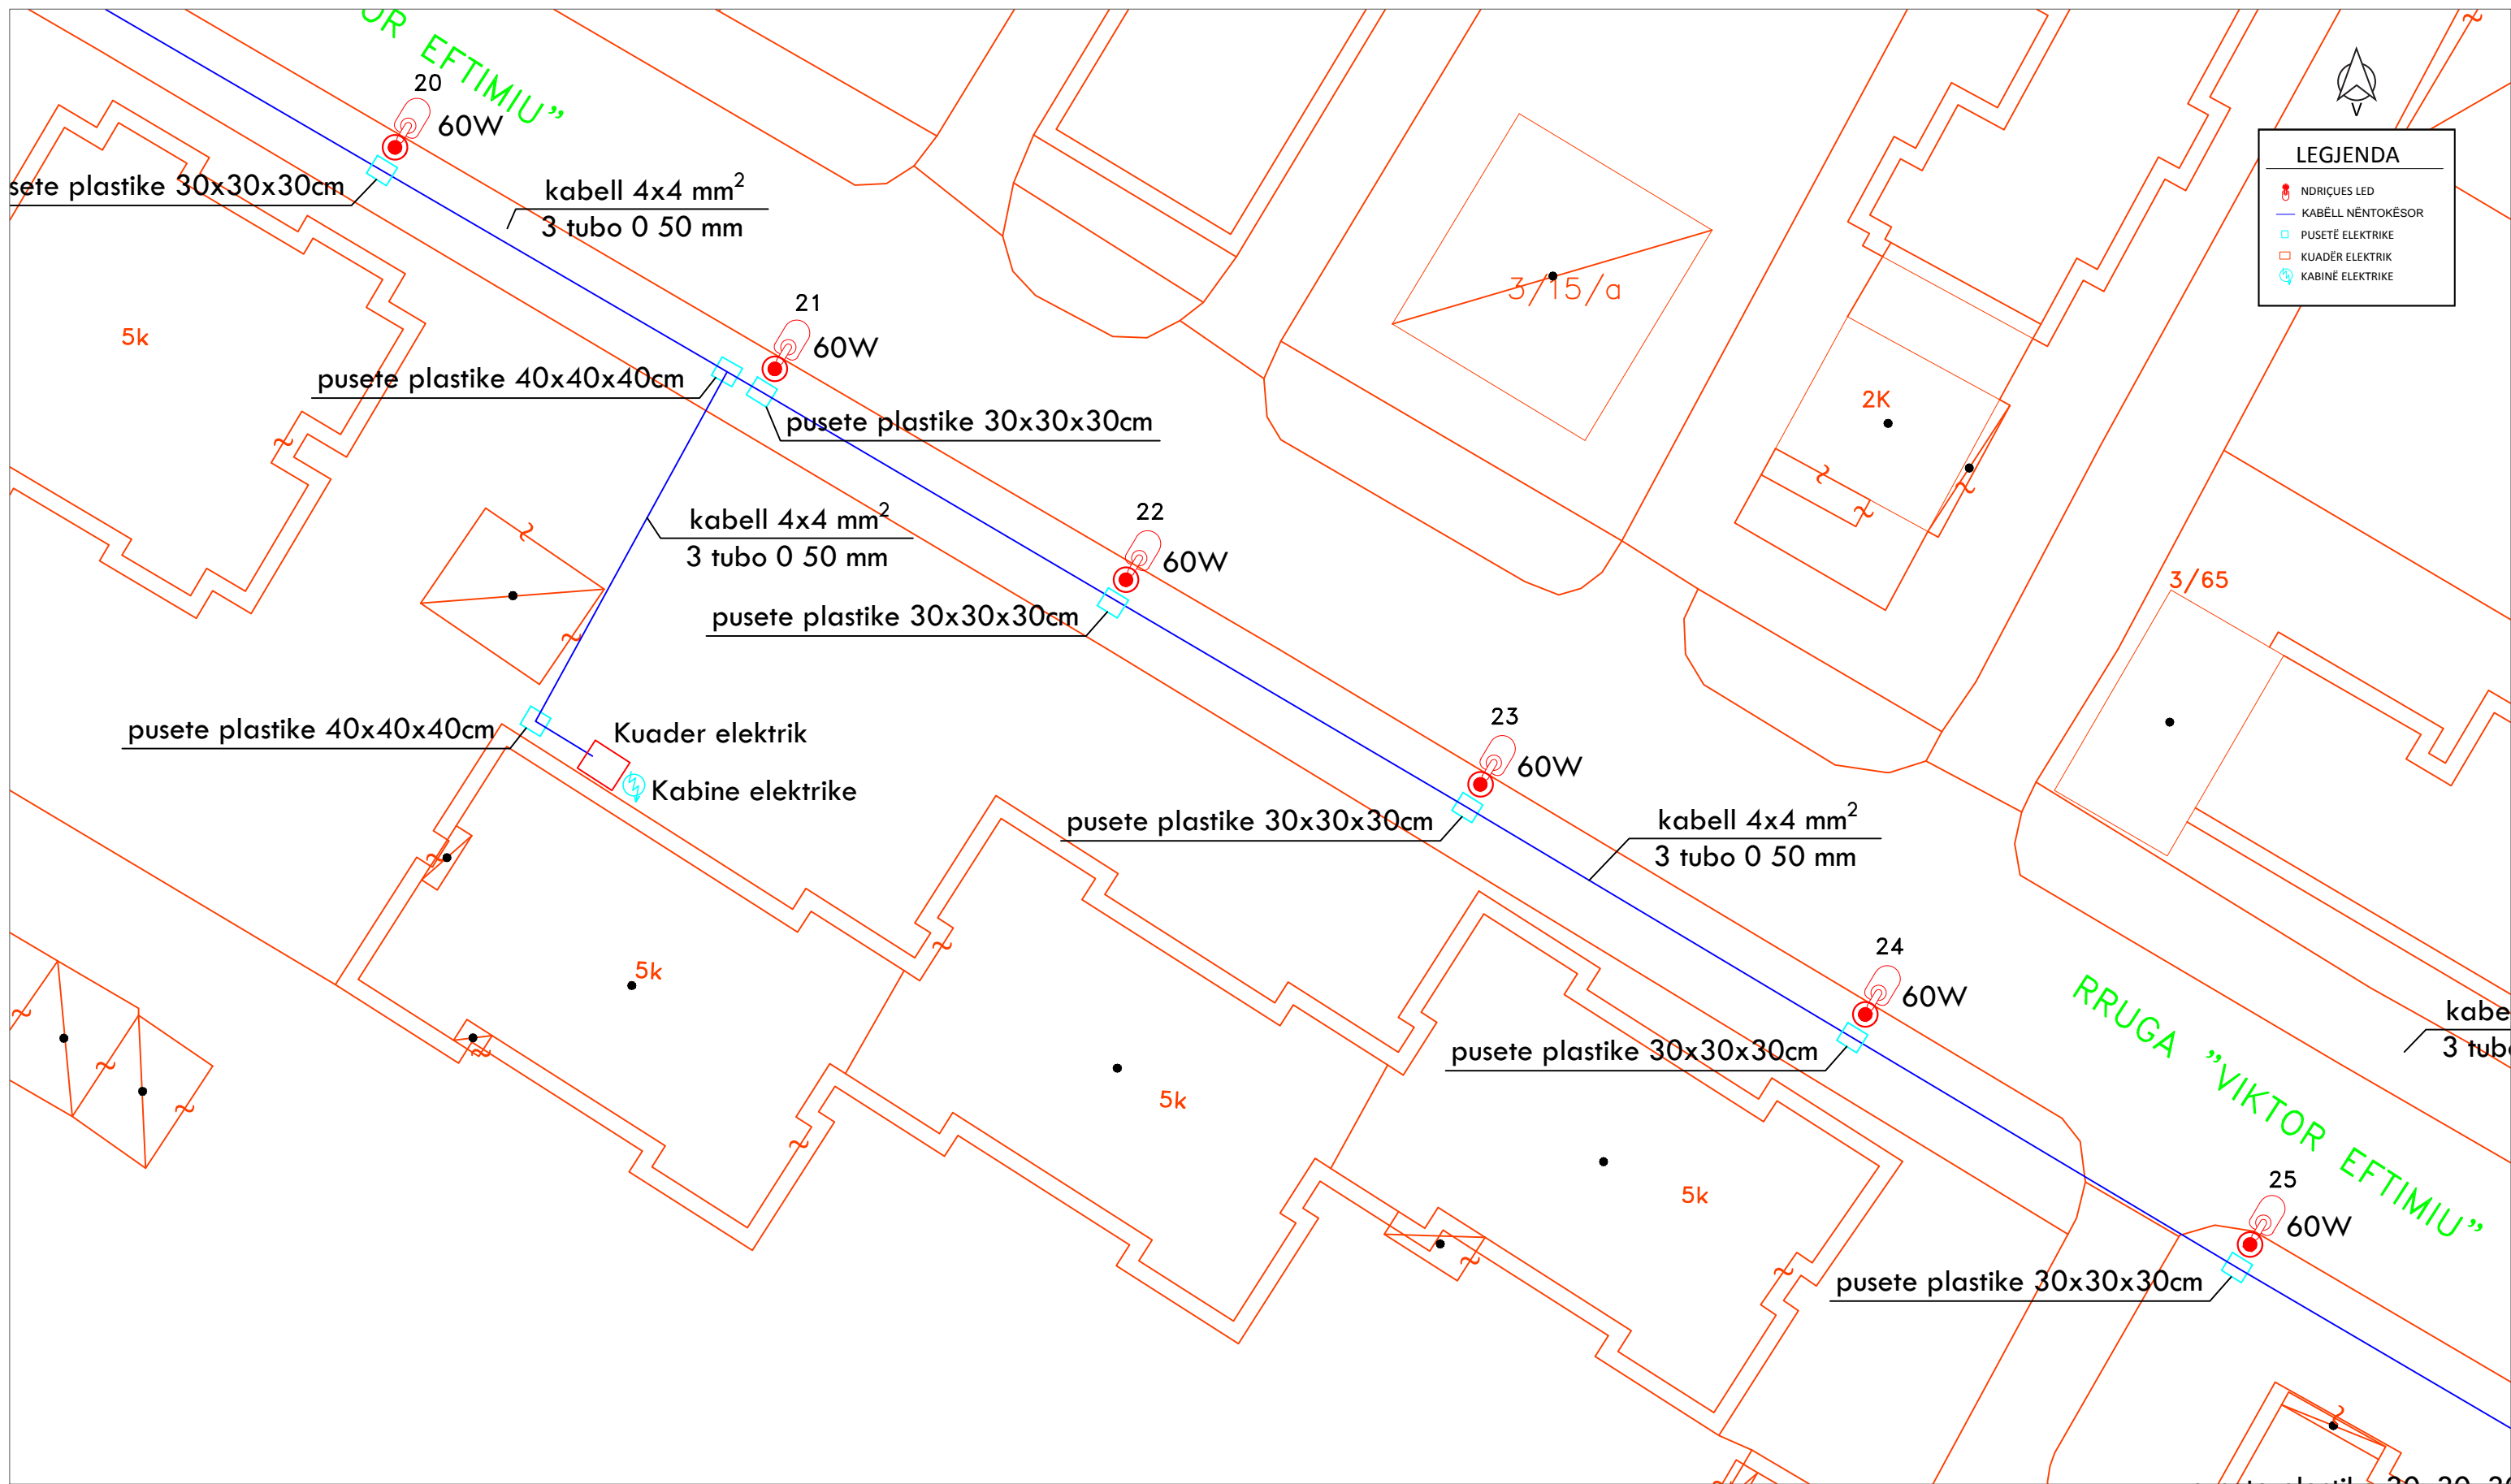 EFTIMIU”
20
60W
sete plastike 30x30x30cm
kabell 4x4 mm²
3 tubo 0 50 mm
V
LEGJENDA
NDRIÇUES LED
KABËLL NËNTOKËSOR
PUSETË ELEKTRIKE
KUADËR ELEKTRIK
KABINË ELEKTRIKE
3/15/a
21
60W
5k
pusete plastike 40x40x40cm
pusete plastike 30x30x30cm
2K
kabell 4x4 mm²
3 tubo 0 50 mm
22
60W
pusete plastike 30x30x30cm
3/65
pusete plastike 40x40x40cm
Kuader elektrik
Kabine elektrike
23
60W
pusete plastike 30x30x30cm
kabell 4x4 mm²
3 tubo 0 50 mm
5k
24
60W
pusete plastike 30x30x30cm
kabe
3 tubo
RRUGA ”VIKTOR EFTIMIU”
5k
5k
25
60W
pusete plastike 30x30x30cm